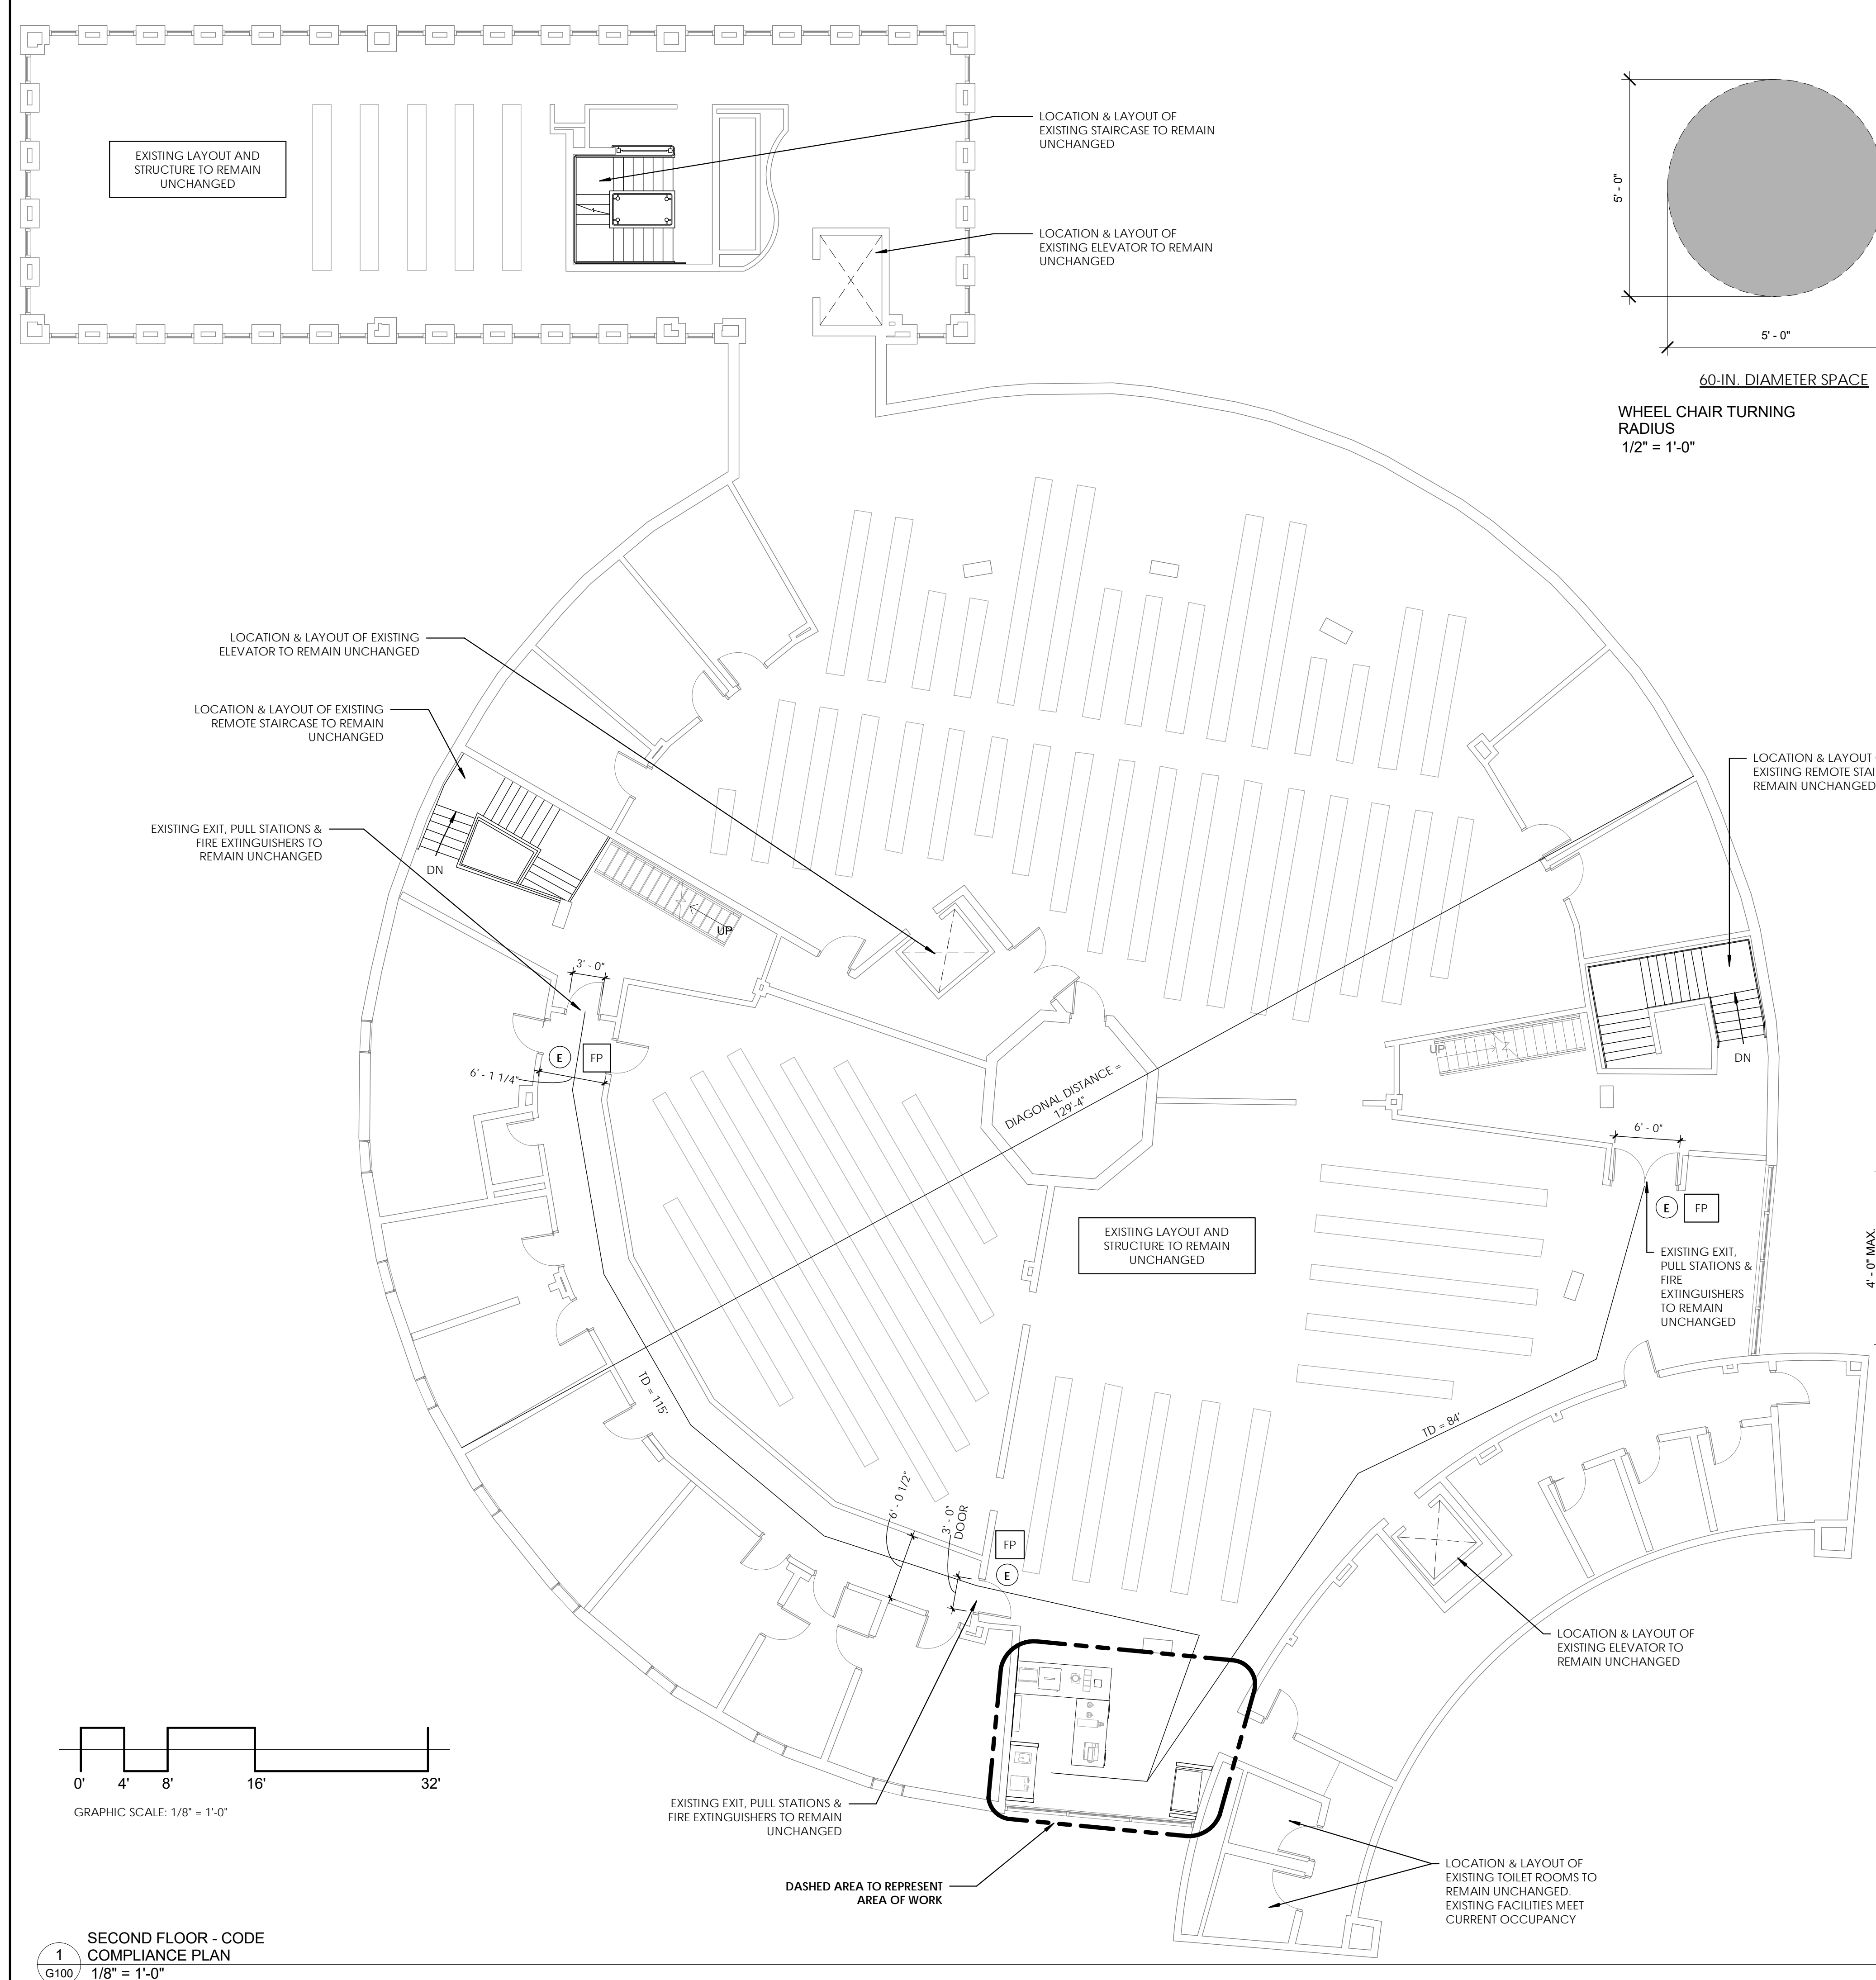 LOCATION & LAYOUT OF
EXISTING STAIRCASE TO REMAIN
UNCHANGED
EXISTING LAYOUT AND
STRUCTURE TO REMAIN
UNCHANGED
LOCATION & LAYOUT OF
EXISTING ELEVATOR TO REMAIN
UNCHANGED
5' - 0"
5' - 0"
60-IN. DIAMETER SPACE
WHEEL CHAIR TURNING
RADIUS
1/2" = 1'-0"
LOCATION & LAYOUT OF EXISTING
ELEVATOR TO REMAIN UNCHANGED
LOCATION & LAYOUT OF EXISTING
REMOTE STAIRCASE TO REMAIN
UNCHANGED
LOCATION & LAYOUT
EXISTING REMOTE STAI
REMAIN UNCHANGED
EXISTING EXIT, PULL STATIONS &
FIRE EXTINGUISHERS TO
REMAIN UNCHANGED
DN
UP
3' - 0"
E
FP
6' - 1 1/4"
UP
DN
DIAGONAL DISTANCE =
129'-4"
6' - 0"
E
FP
EXISTING LAYOUT AND
STRUCTURE TO REMAIN
UNCHANGED
EXISTING EXIT,
PULL STATIONS &
FIRE
EXTINGUISHERS
TO REMAIN
UNCHANGED
4' - 0" MAX.
TD = 115'
TD = 84'
6' - 0 1/2"
3' - 0"
DOOR
FP
E
LOCATION & LAYOUT OF
EXISTING ELEVATOR TO
REMAIN UNCHANGED
0' 4' 8' 16' 32'
GRAPHIC SCALE: 1/8" = 1'-0"
EXISTING EXIT, PULL STATIONS &
FIRE EXTINGUISHERS TO REMAIN
UNCHANGED
DASHED AREA TO REPRESENT
AREA OF WORK
LOCATION & LAYOUT OF
EXISTING TOILET ROOMS TO
REMAIN UNCHANGED.
EXISTING FACILITIES MEET
CURRENT OCCUPANCY
1
G100
SECOND FLOOR - CODE
COMPLIANCE PLAN
1/8" = 1'-0"